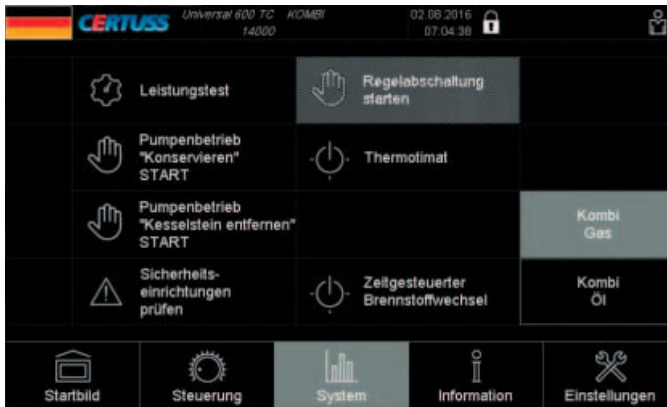 CERTUSS
Universal 600 TC KOMBI
14000
02.08.2016
07:04:38
Leistungstest
Regelabschaltung
starten
Pumpenbetrieb
"Konservieren"
START
Thermotimat
Pumpenbetrieb
"Kesselstein entfernen"
START
Kombi
Gas
Sicherheits-
einrichtungen
prüfen
Zeitgesteuerter
Brennstoffwechsel
Kombi
Öl
Startbild
Steuerung
System
Information
Einstellungen